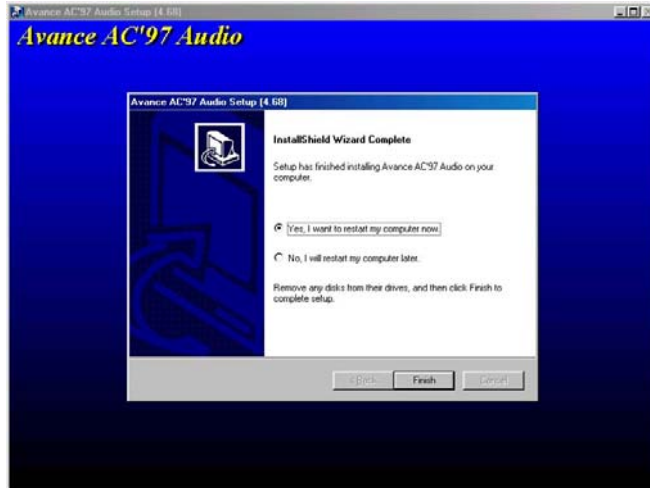 Avance AC'97 Audio Setup (4.68)
Avance AC'97 Audio
Avance AC'97 Audio Setup (4.68)
InstallShield Wizard Complete
Setup has finished installing Avance AC'97 Audio on your
computer.
Yes, I want to restart my computer now.
No, I will restart my computer later.
Remove any disks from their drives, and then click Finish to
complete setup.
< Back
Finish
Cancel